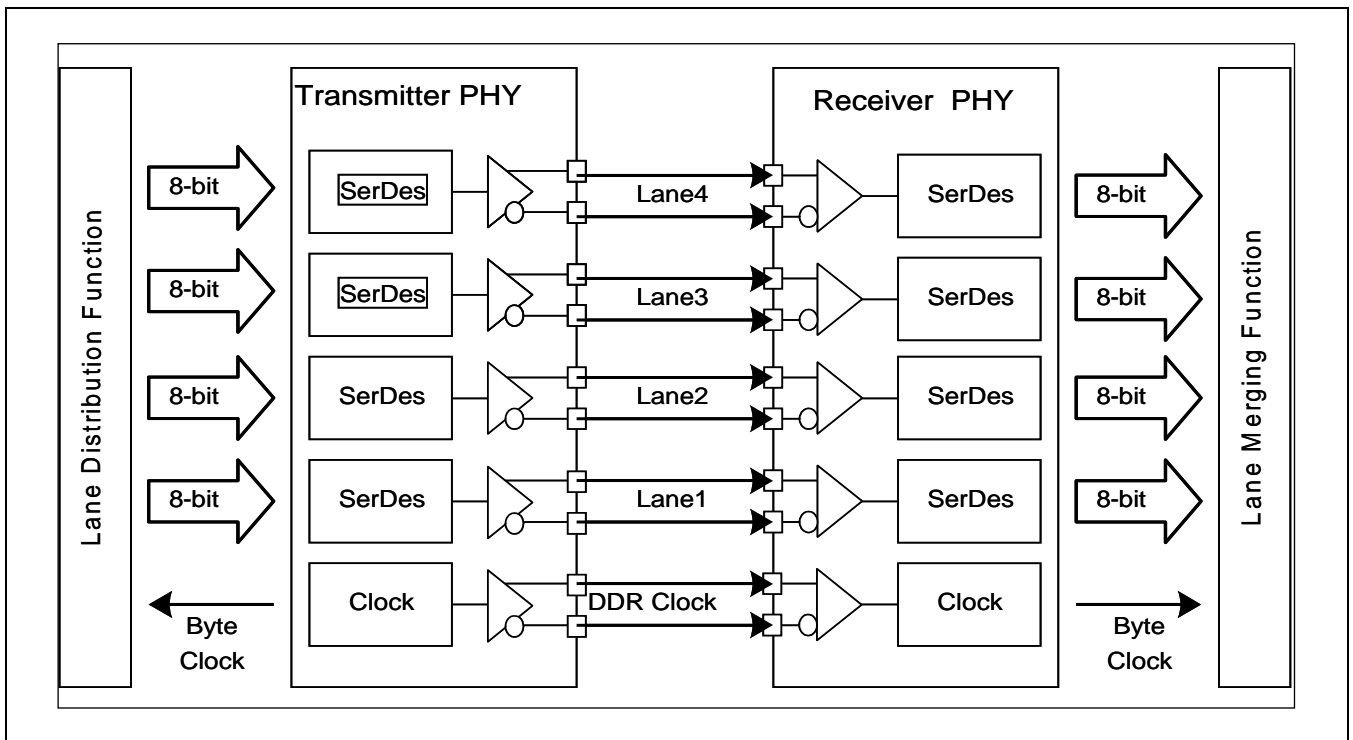 Transmitter PHY
Receiver PHY
Lane Distribution Function
8-bit
SerDes
Lane4
SerDes
8-bit
8-bit
SerDes
Lane3
SerDes
8-bit
8-bit
SerDes
Lane2
SerDes
8-bit
8-bit
SerDes
Lane1
SerDes
8-bit
Byte
Clock
Clock
DDR Clock
Clock
Byte
Clock
Lane Merging Function